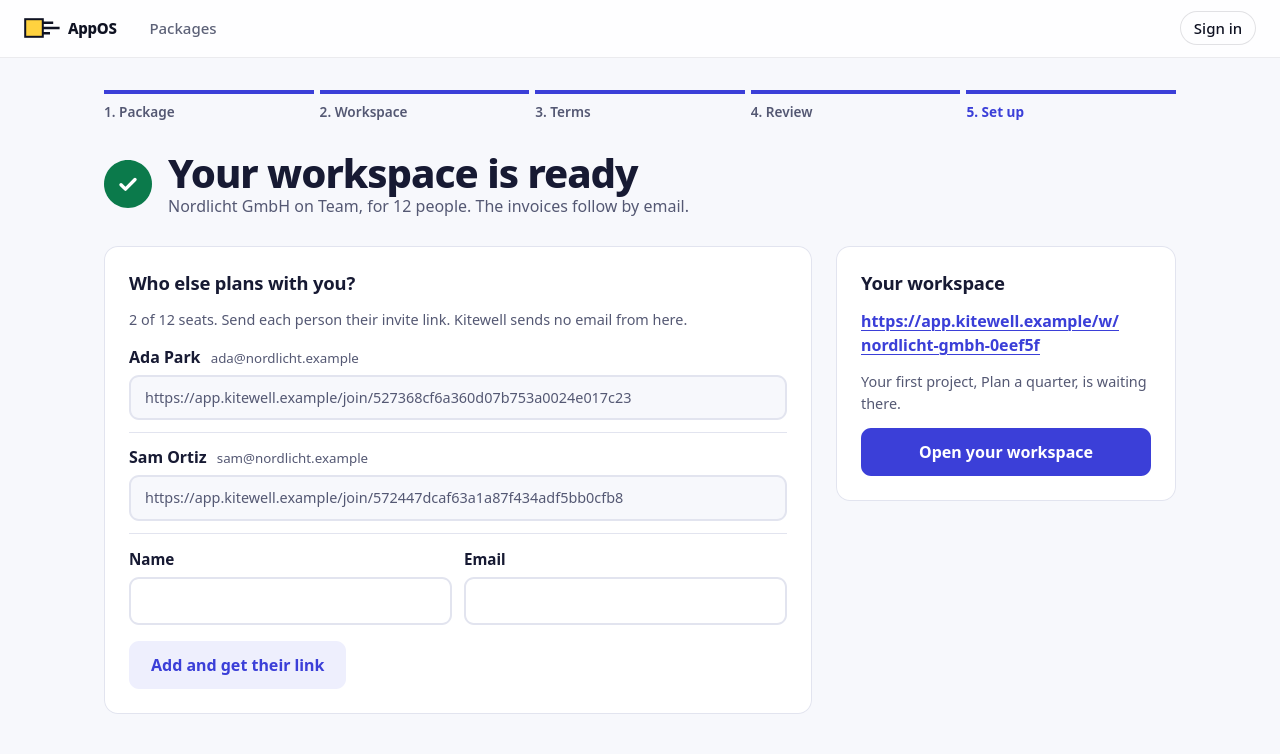 AppOS
Packages
Sign in
1. Package
2. Workspace
3. Terms
4. Review
5. Set up
Your workspace is ready
Nordlicht GmbH on Team, for 12 people. The invoices follow by email.
Who else plans with you?
2 of 12 seats. Send each person their invite link. Kitewell sends no email from here.
Ada Park ada@nordlicht.example
https://app.kitewell.example/join/527368cf6a360d07b753a0024e017c23
Sam Ortiz sam@nordlicht.example
https://app.kitewell.example/join/572447dcaf63a1a87f434adf5bb0cfb8
Name
Email
Add and get their link
Your workspace
https://app.kitewell.example/w/
nordlicht-gmbh-0eef5f
Your first project, Plan a quarter, is waiting
there.
Open your workspace